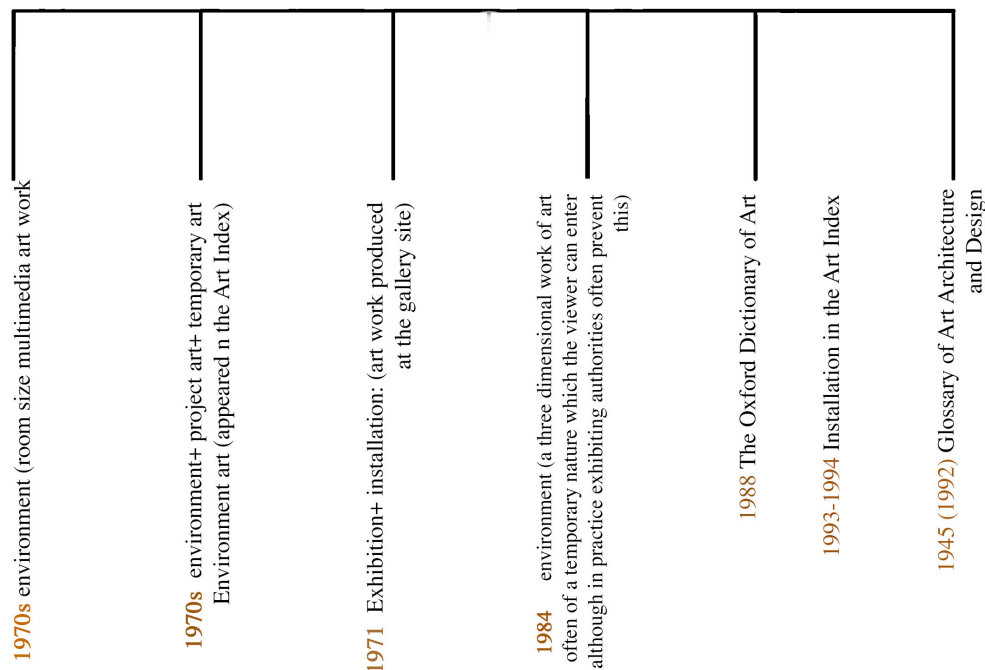 1970s environment (room size multimedia art work
1970s environment+ project art+ temporary art
Environment art (appeared n the Art Index)
1971 Exhibition+ installation: (art work produced
at the gallery site)
1984 environment (a three dimensional work of art
often of a temporary nature which the viewer can enter
although in practice exhibiting authorities often prevent
this)
1988 The Oxford Dictionary of Art
1993-1994 Installation in the Art Index
1945 (1992) Glossary of Art Architecture
and Design